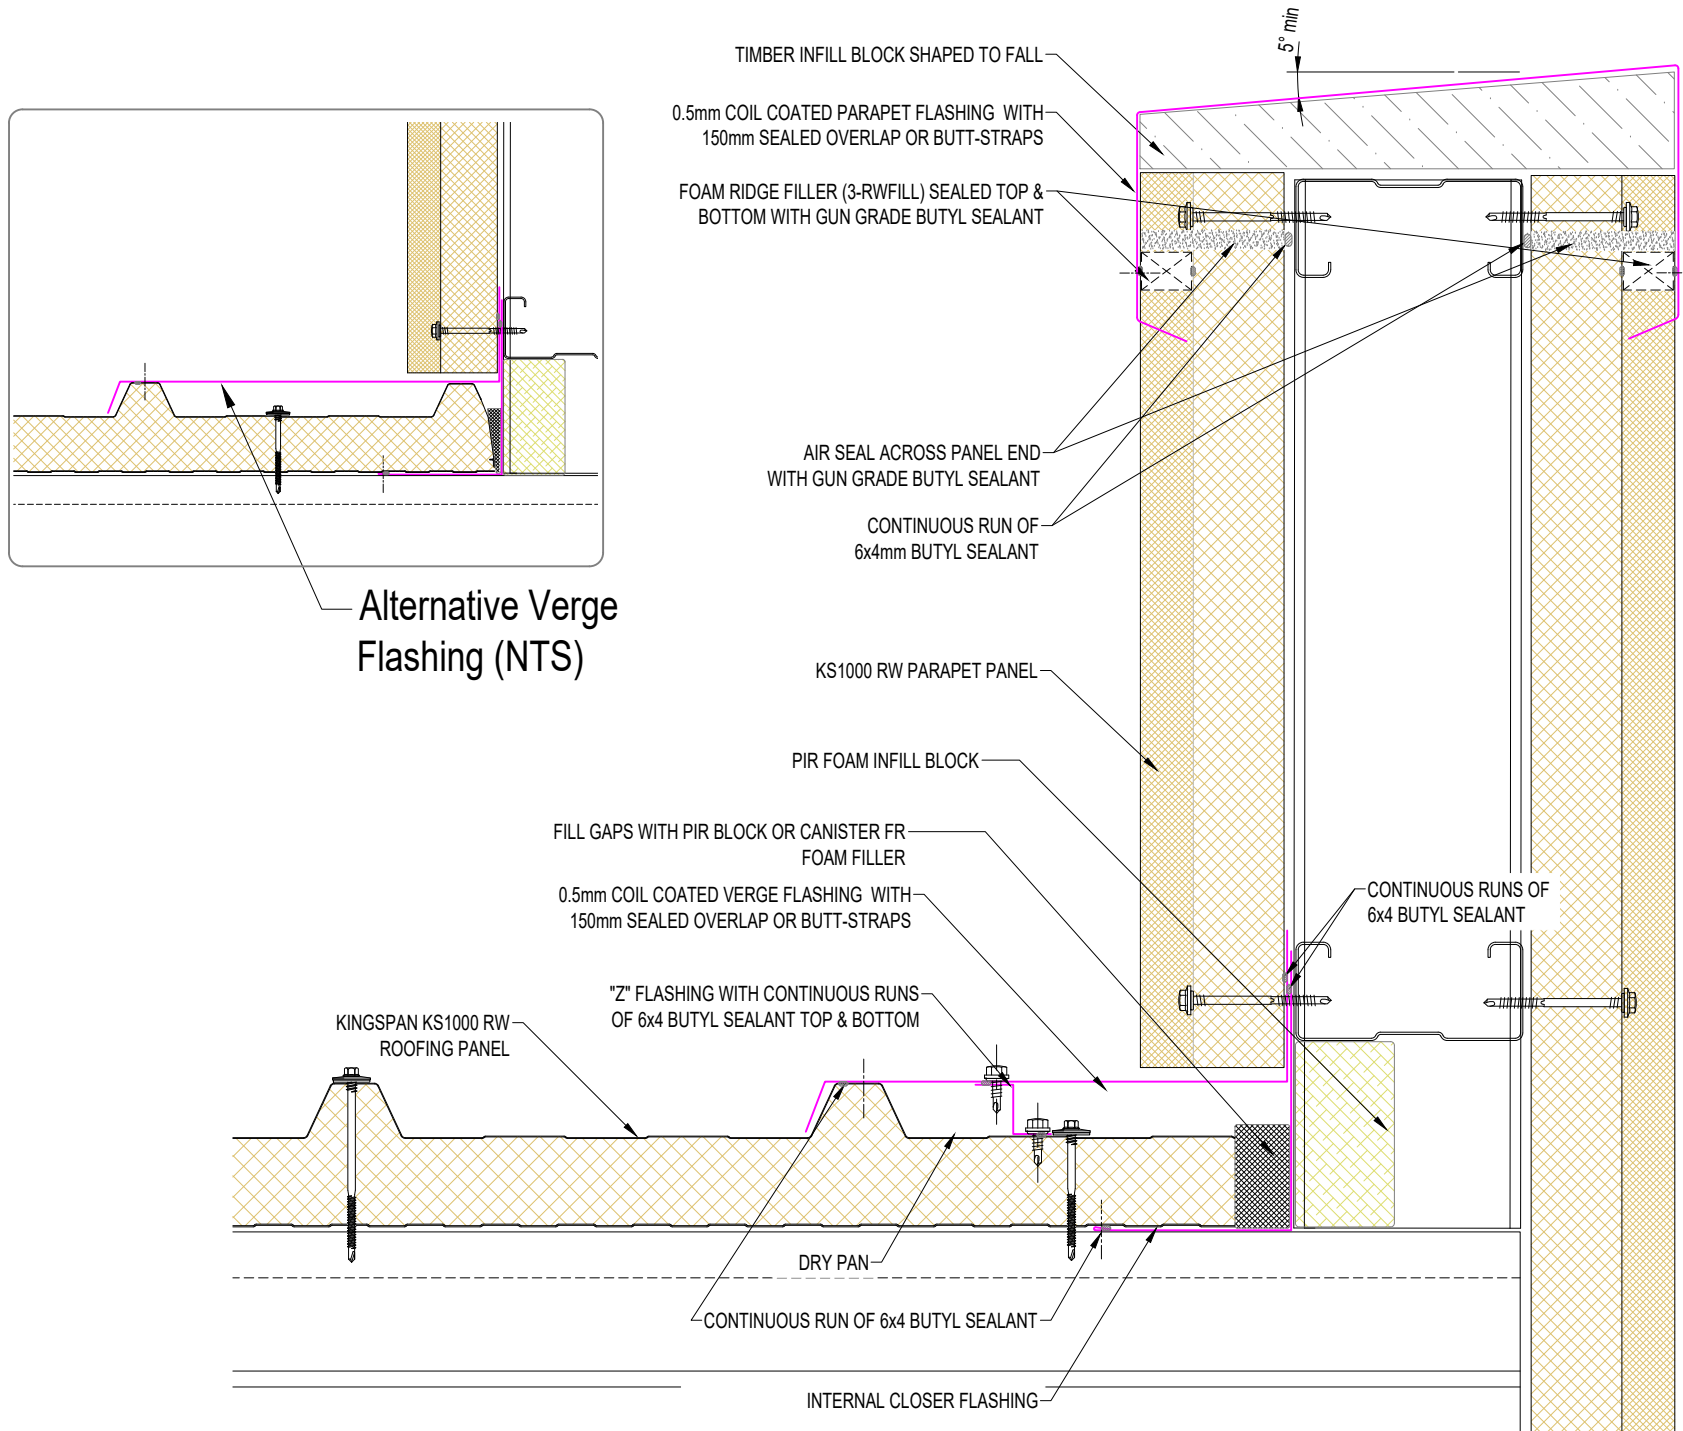 5° min
TIMBER INFILL BLOCK SHAPED TO FALL
0.5mm COIL COATED PARAPET FLASHING WITH
150mm SEALED OVERLAP OR BUTT-STRAPS
FOAM RIDGE FILLER (3-RWFILL) SEALED TOP &
BOTTOM WITH GUN GRADE BUTYL SEALANT
AIR SEAL ACROSS PANEL END
WITH GUN GRADE BUTYL SEALANT
CONTINUOUS RUN OF
6x4mm BUTYL SEALANT
Alternative Verge
Flashing (NTS)
KS1000 RW PARAPET PANEL
PIR FOAM INFILL BLOCK
FILL GAPS WITH PIR BLOCK OR CANISTER FR
FOAM FILLER
0.5mm COIL COATED VERGE FLASHING WITH
150mm SEALED OVERLAP OR BUTT-STRAPS
CONTINUOUS RUNS OF
6x4 BUTYL SEALANT
"Z" FLASHING WITH CONTINUOUS RUNS
OF 6x4 BUTYL SEALANT TOP & BOTTOM
KINGSPAN KS1000 RW
ROOFING PANEL
DRY PAN
CONTINUOUS RUN OF 6x4 BUTYL SEALANT
INTERNAL CLOSER FLASHING